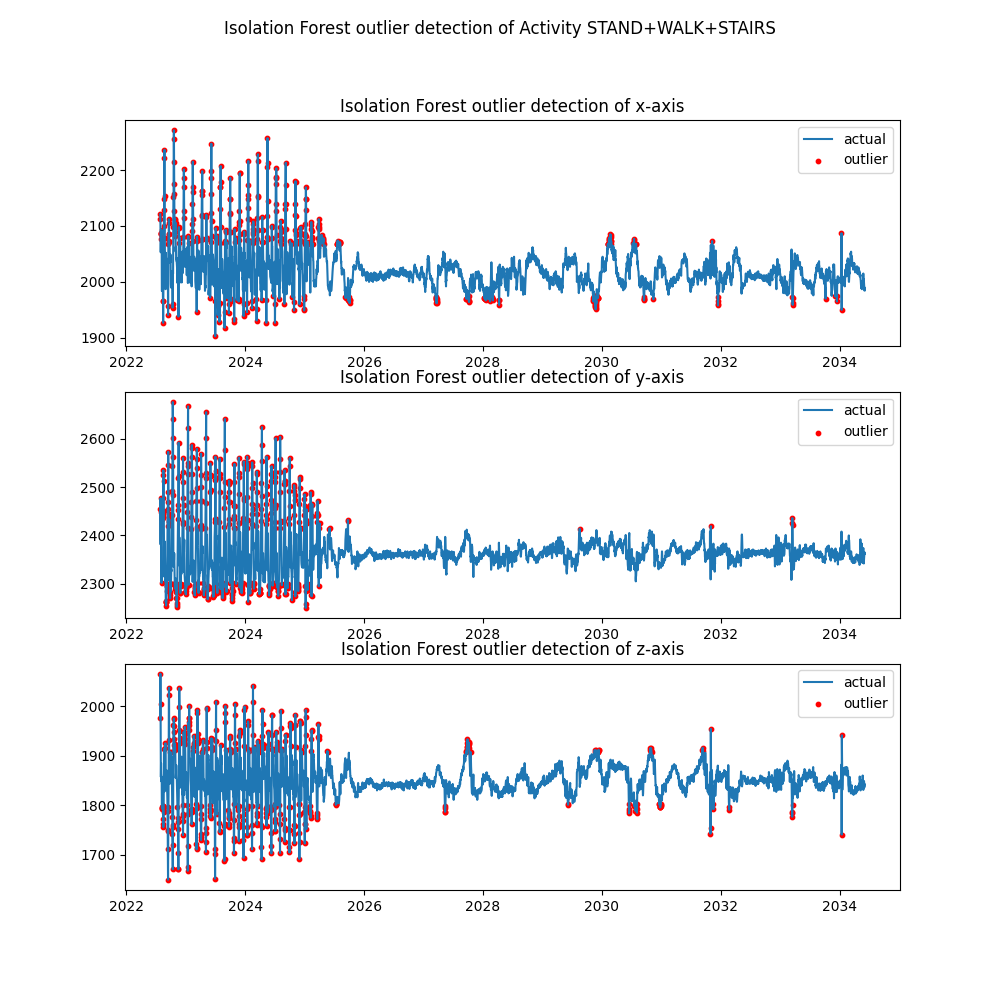 Isolation Forest outlier detection of Activity STAND+WALK+STAIRS
Isolation Forest outlier detection of x-axis
actual
outlier
2200
2100
2000
1900
2022 2024 2026 2028 2030 2032 2034
Isolation Forest outlier detection of y-axis
actual
outlier
2600
2500
2400
2300
2022 2024 2026 2028 2030 2032 2034
Isolation Forest outlier detection of z-axis
actual
outlier
2000
1900
1800
1700
2022 2024 2026 2028 2030 2032 2034